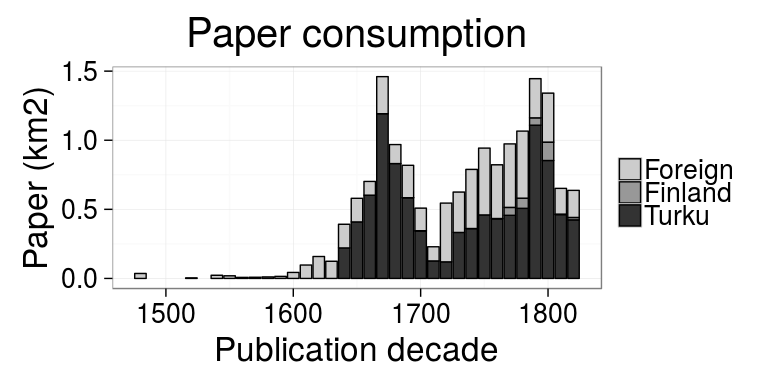 Paper consumption
Paper (km2)
1.5
1.0
0.5
0.0
1500 1600 1700 1800
Publication decade
Foreign
Finland
Turku